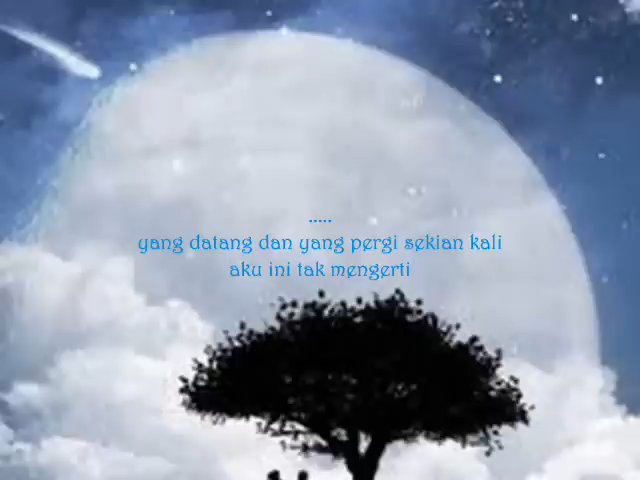 .....
yang datang dan yang pergi sekian kali
aku ini tak mengerti